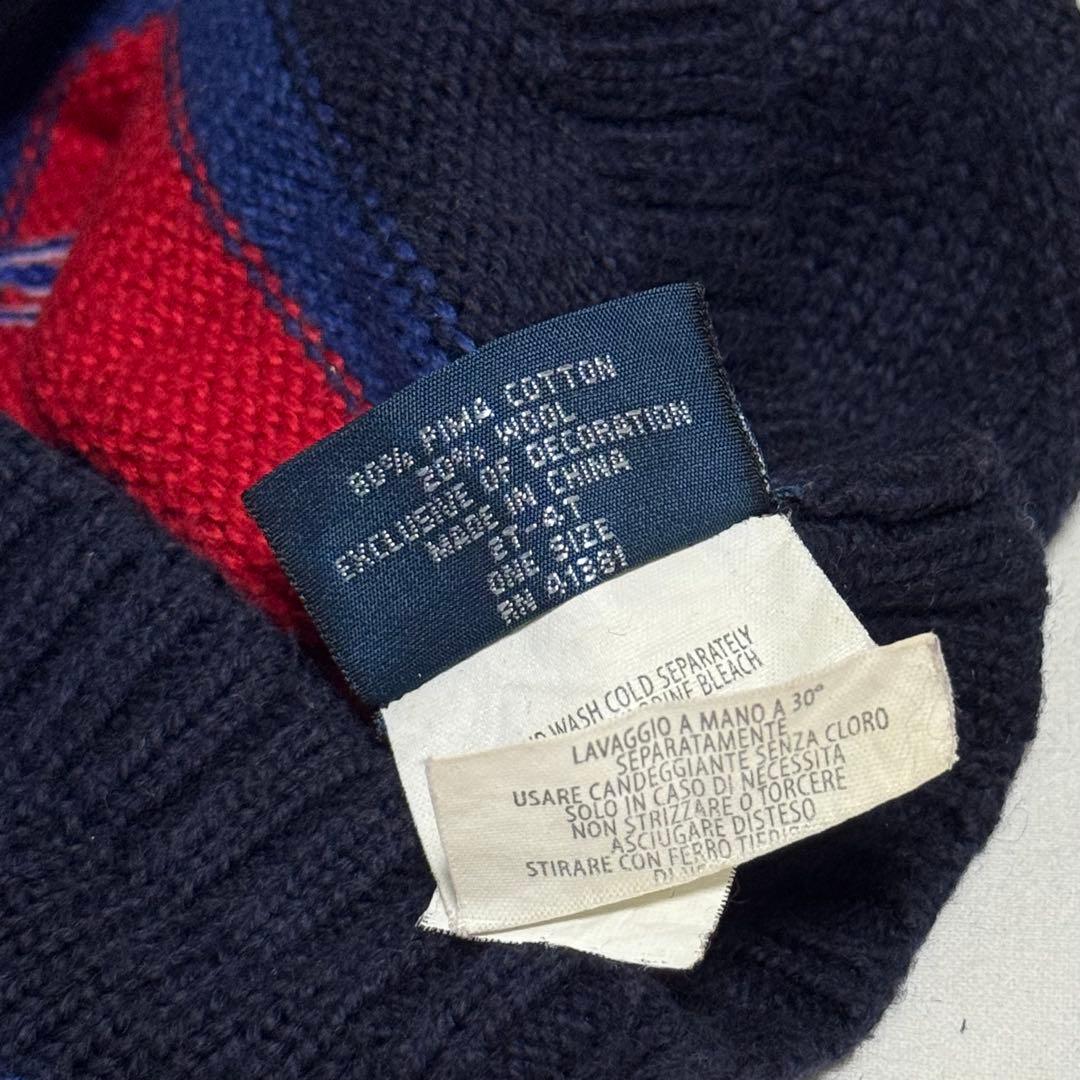 80% PIMA COTTON
20% WOOL
EXCLUSIVE OF DECORATION
MADE IN CHINA
ET-&T
ONE SIZE
RN 41381
WASH COLD SEPARATELY
BLEACH
LAVAGGIO A MANO A 30°
SEPARATAMENTE
USARE CANDEGGIANTE SENZA CLORO
SOLO IN CASO DI NECESSITA
NON STRIZZARE O TORCERE
ASCIUGARE DISTESO
STIRARE CON FERRO